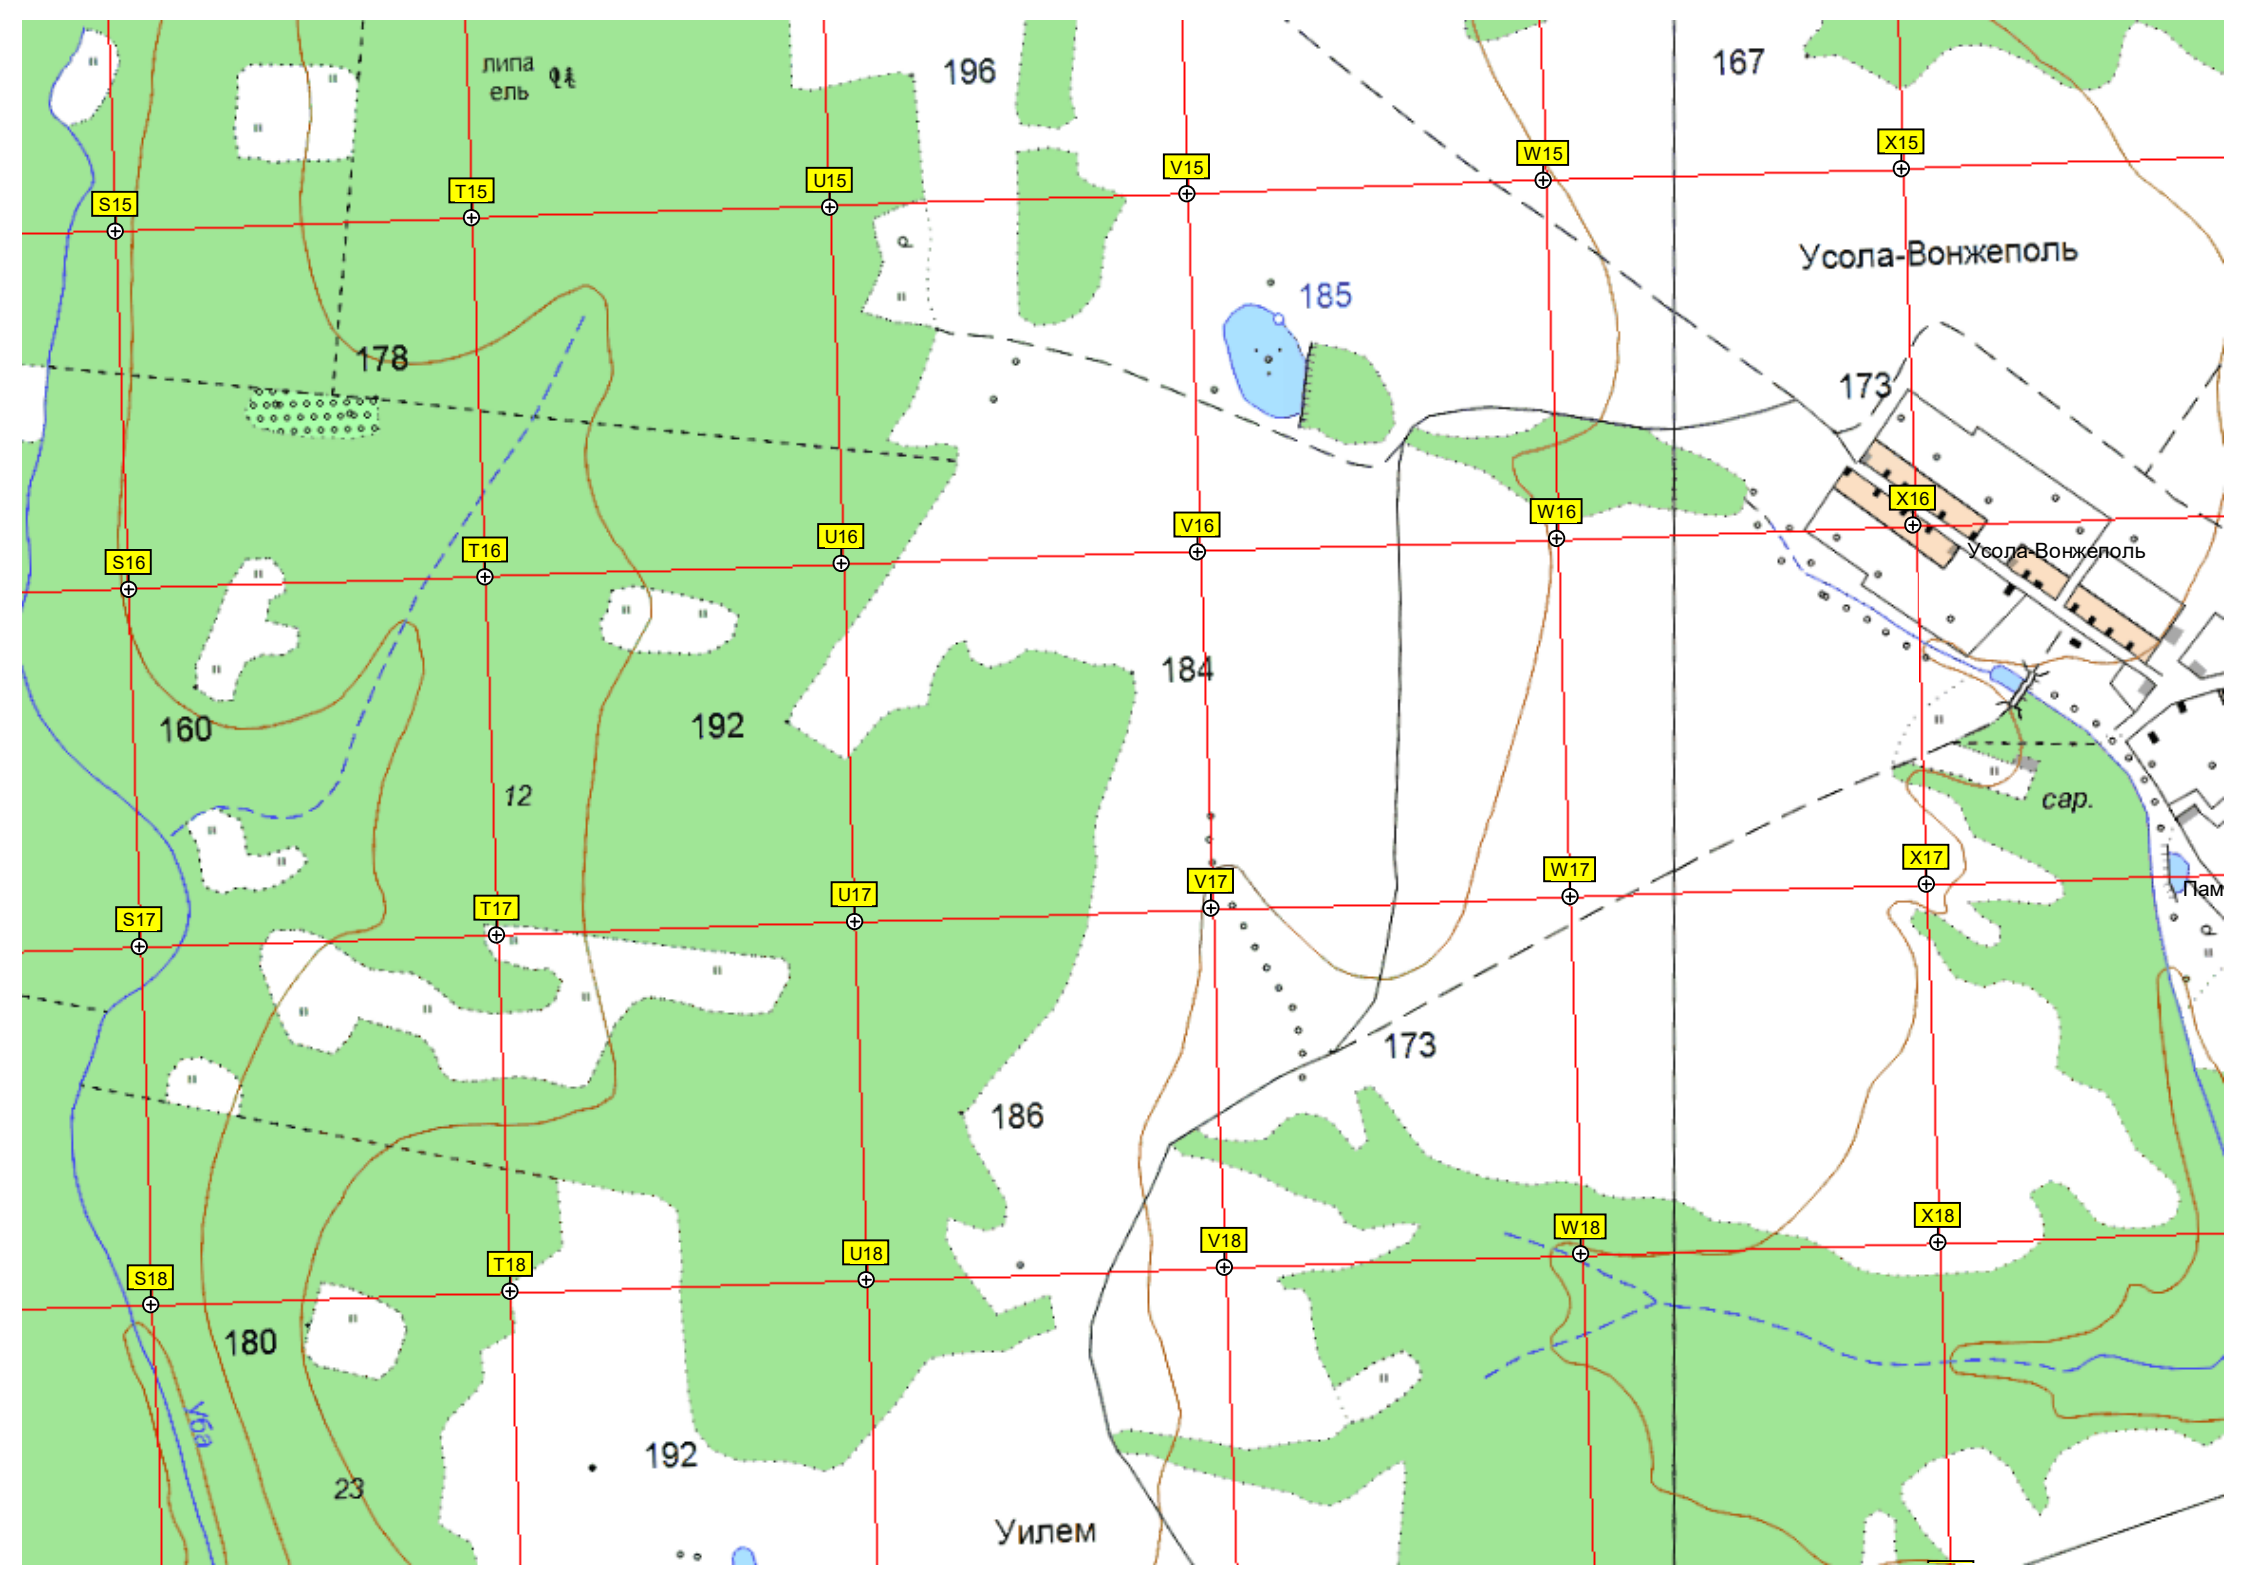 липа
ель
196
167
X15
W15
V15
U15
T15
S15
р
Усола-Вонжеполь
185
178
173
X16
W16
V16
U16
T16
S16
Усола-Вонжеполь
184
160
192
12
сар.
X17
W17
V17
U17
T17
S17
Пам
р
173
186
X18
W18
V18
U18
T18
S18
180
Уба
192
23
Уилем